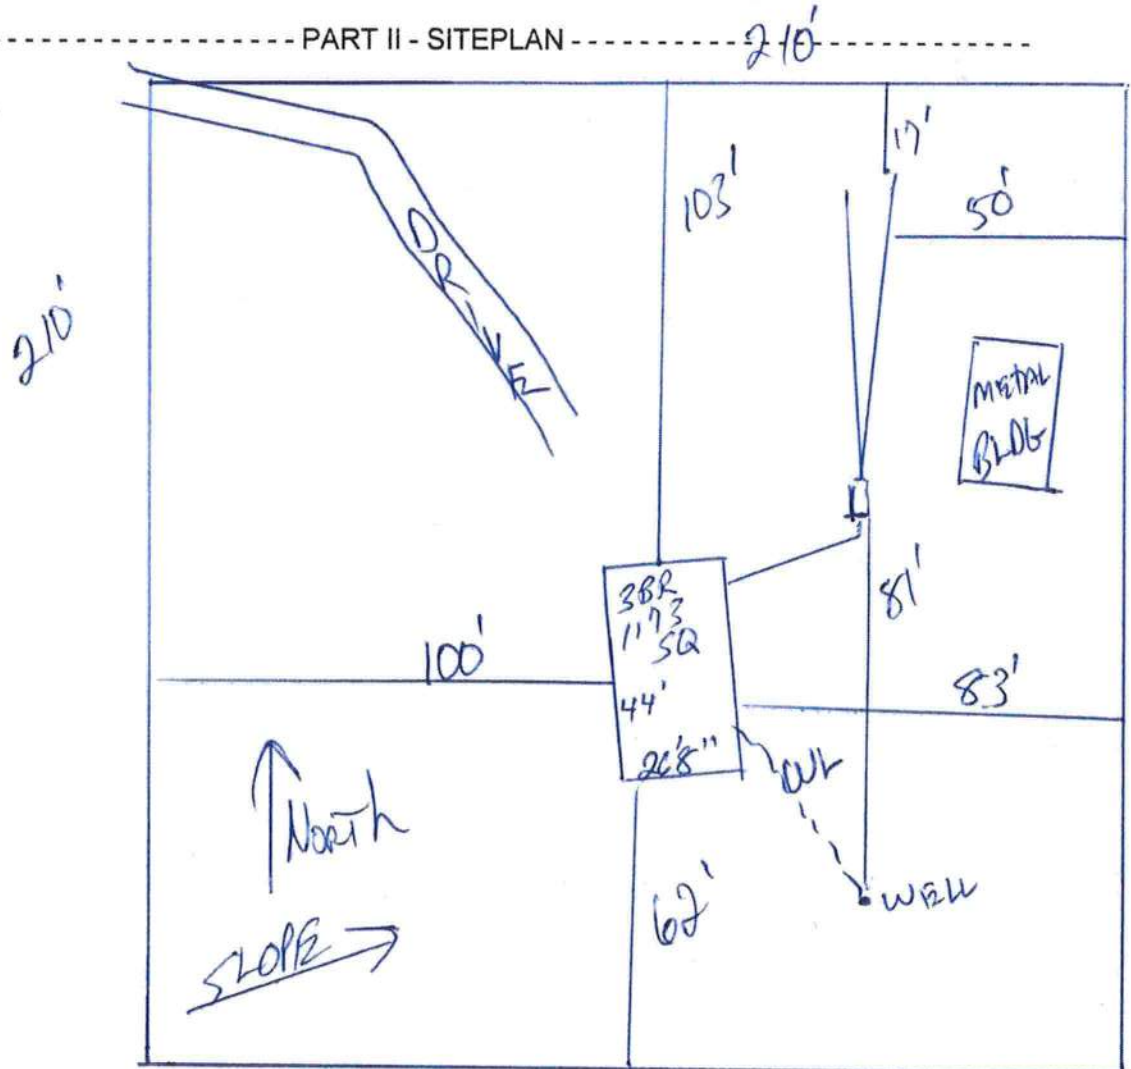 PART II - SITEPLAN
210'
17'
103'
50'
DRIVE
210'
METAL
BLDG
3BR
1173
SQ
81'
100'
44'
83'
26'8"
WL
North
62'
WELL
SLOPE